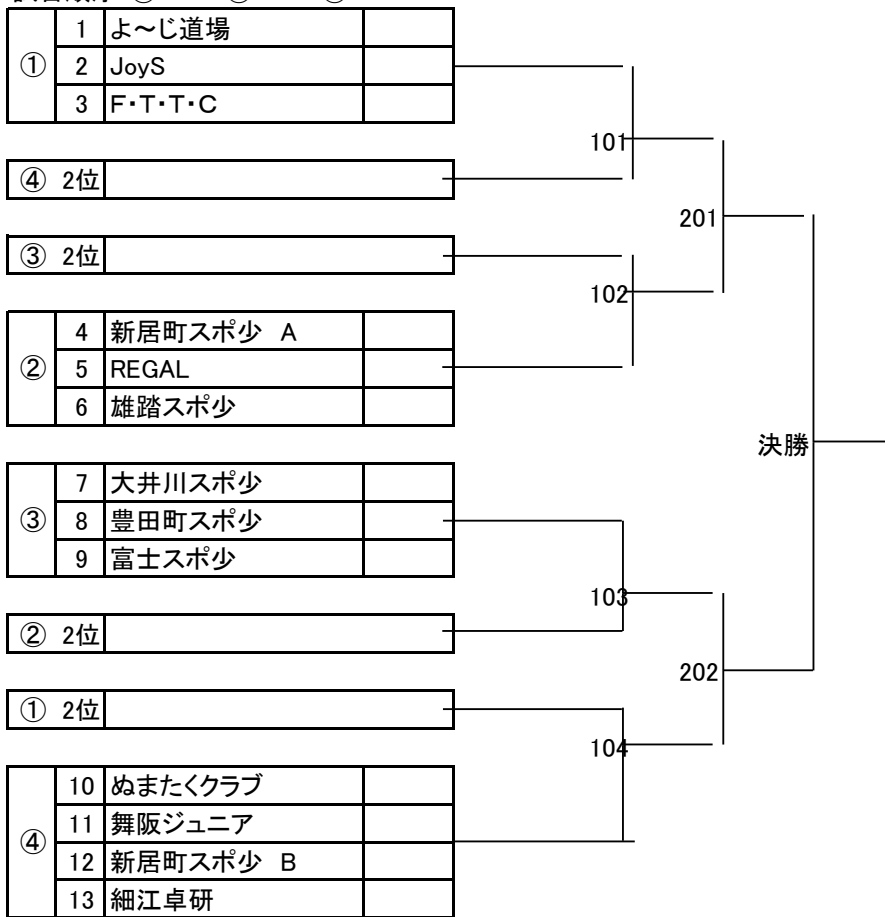 ① 1 よ～じ道場
2 JoyS
3 F・T・T・C
101
④ 2位
201
③ 2位
102
② 4 新居町スポ少 A
5 REGAL
6 雄踏スポ少
決勝
③ 7 大井川スポ少
8 豊田町スポ少
9 富士スポ少
103
② 2位
202
① 2位
104
④ 10 ぬまたくクラブ
11 舞阪ジュニア
12 新居町スポ少 B
13 細江卓研